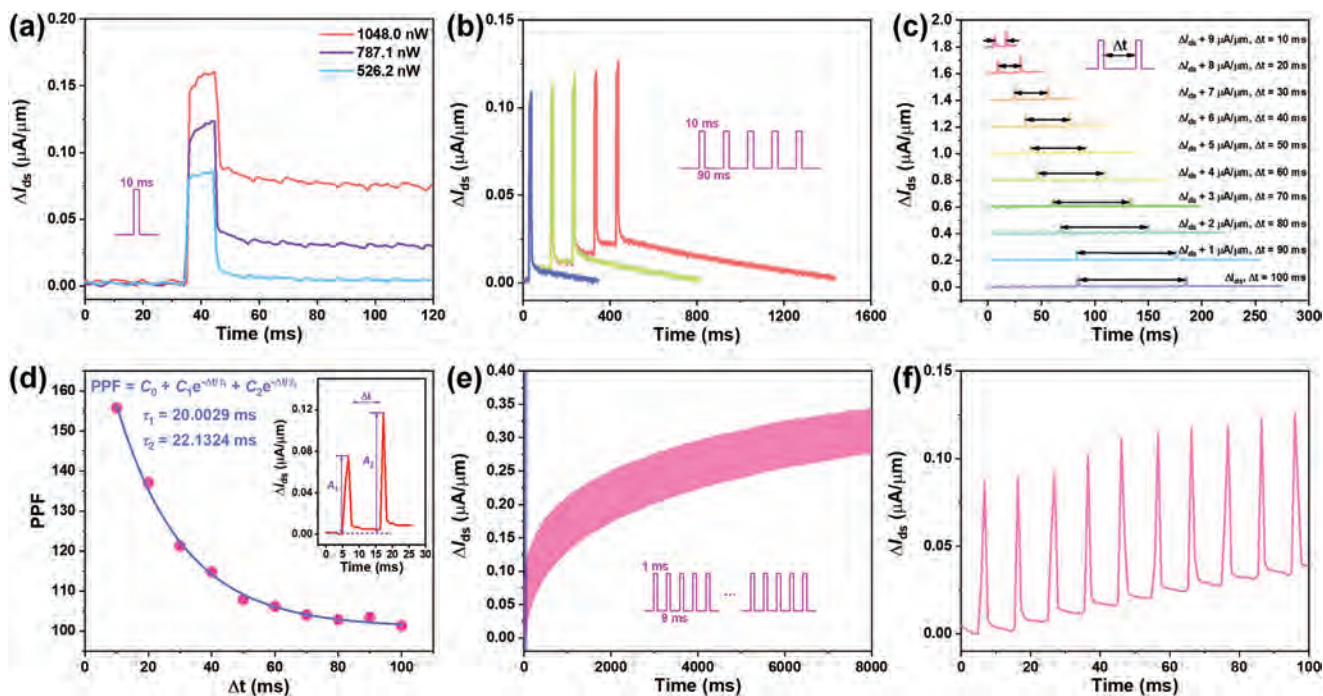 (a)
0.20
0.15
0.10
0.05
0.00
ΔIds (μA/μm)
1048.0 nW
787.1 nW
526.2 nW
10 ms
0 20 40 60 80 100 120
Time (ms)
(b)
0.15
0.10
0.05
0.00
ΔIds (μA/μm)
10 ms
90 ms
0 200 400 600 800 1000 1200 1400 1600
Time (ms)
(c)
2.0
1.8
1.6
1.4
1.2
1.0
0.8
0.6
0.4
0.2
0.0
ΔIds (μA/μm)
Δt
ΔIds + 9 μA/μm, Δt = 10 ms
ΔIds + 8 μA/μm, Δt = 20 ms
ΔIds + 7 μA/μm, Δt = 30 ms
ΔIds + 6 μA/μm, Δt = 40 ms
ΔIds + 5 μA/μm, Δt = 50 ms
ΔIds + 4 μA/μm, Δt = 60 ms
ΔIds + 3 μA/μm, Δt = 70 ms
ΔIds + 2 μA/μm, Δt = 80 ms
ΔIds + 1 μA/μm, Δt = 90 ms
ΔIds, Δt = 100 ms
0 50 100 150 200 250 300
Time (ms)
(d)
160
150
140
130
120
110
100
PPF
PPF = C0 + C1e-Δt/τ1 + C2e-Δt/τ2
τ1 = 20.0029 ms
τ2 = 22.1324 ms
0.12
0.08
0.04
0.00
ΔIds (μA/μm)
Δt
A1
A2
0 5 10 15 20 25 30
Time (ms)
0 20 40 60 80 100
Δt (ms)
(e)
0.40
0.35
0.30
0.25
0.20
0.15
0.10
0.05
0.00
ΔIds (μA/μm)
1 ms
...
9 ms
0 2000 4000 6000 8000
Time (ms)
(f)
0.15
0.10
0.05
0.00
ΔIds (μA/μm)
0 20 40 60 80 100
Time (ms)